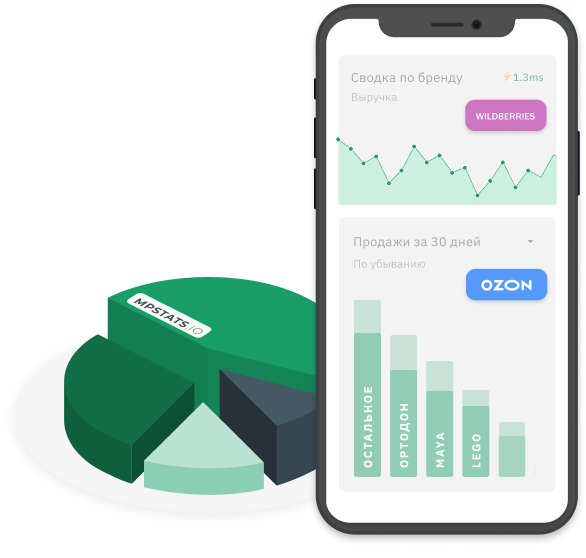 Сводка по бренду
⚡1.3ms
Выручка
WILDBERRIES
Продажи за 30 дней
По убыванию
OZON
MPSTATS.IO
ОСТАЛЬНОЕ
ОРТОДОН
MAYA
LEGO